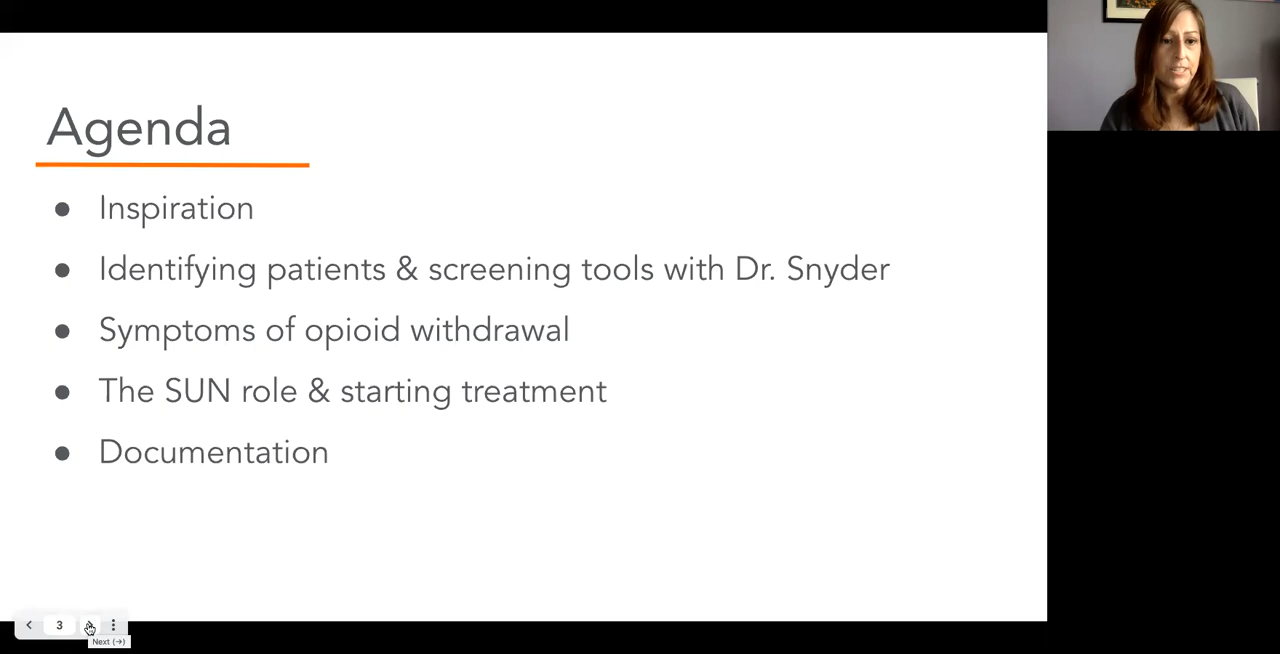 Agenda
● Inspiration
● Identifying patients & screening tools with Dr. Snyder
● Symptoms of opioid withdrawal
● The SUN role & starting treatment
● Documentation
3
Next (→)